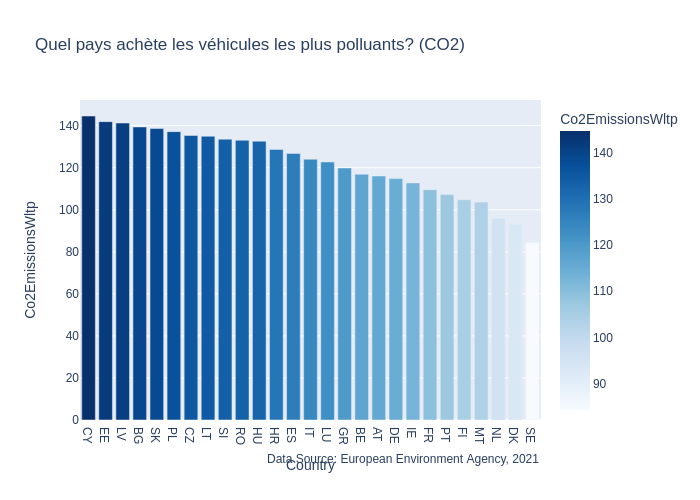 Quel pays achète les véhicules les plus polluants? (CO2)
Co2EmissionsWltp
140
120
100
80
60
40
20
0
Co2EmissionsWltp
140
130
120
110
100
90
CY EE LV BG SK PL CZ LT SI RO HU HR ES IT LU GR BE AT DE IE FR PT FI MT NL DK SE
Data Source: European Environment Agency, 2021
Country